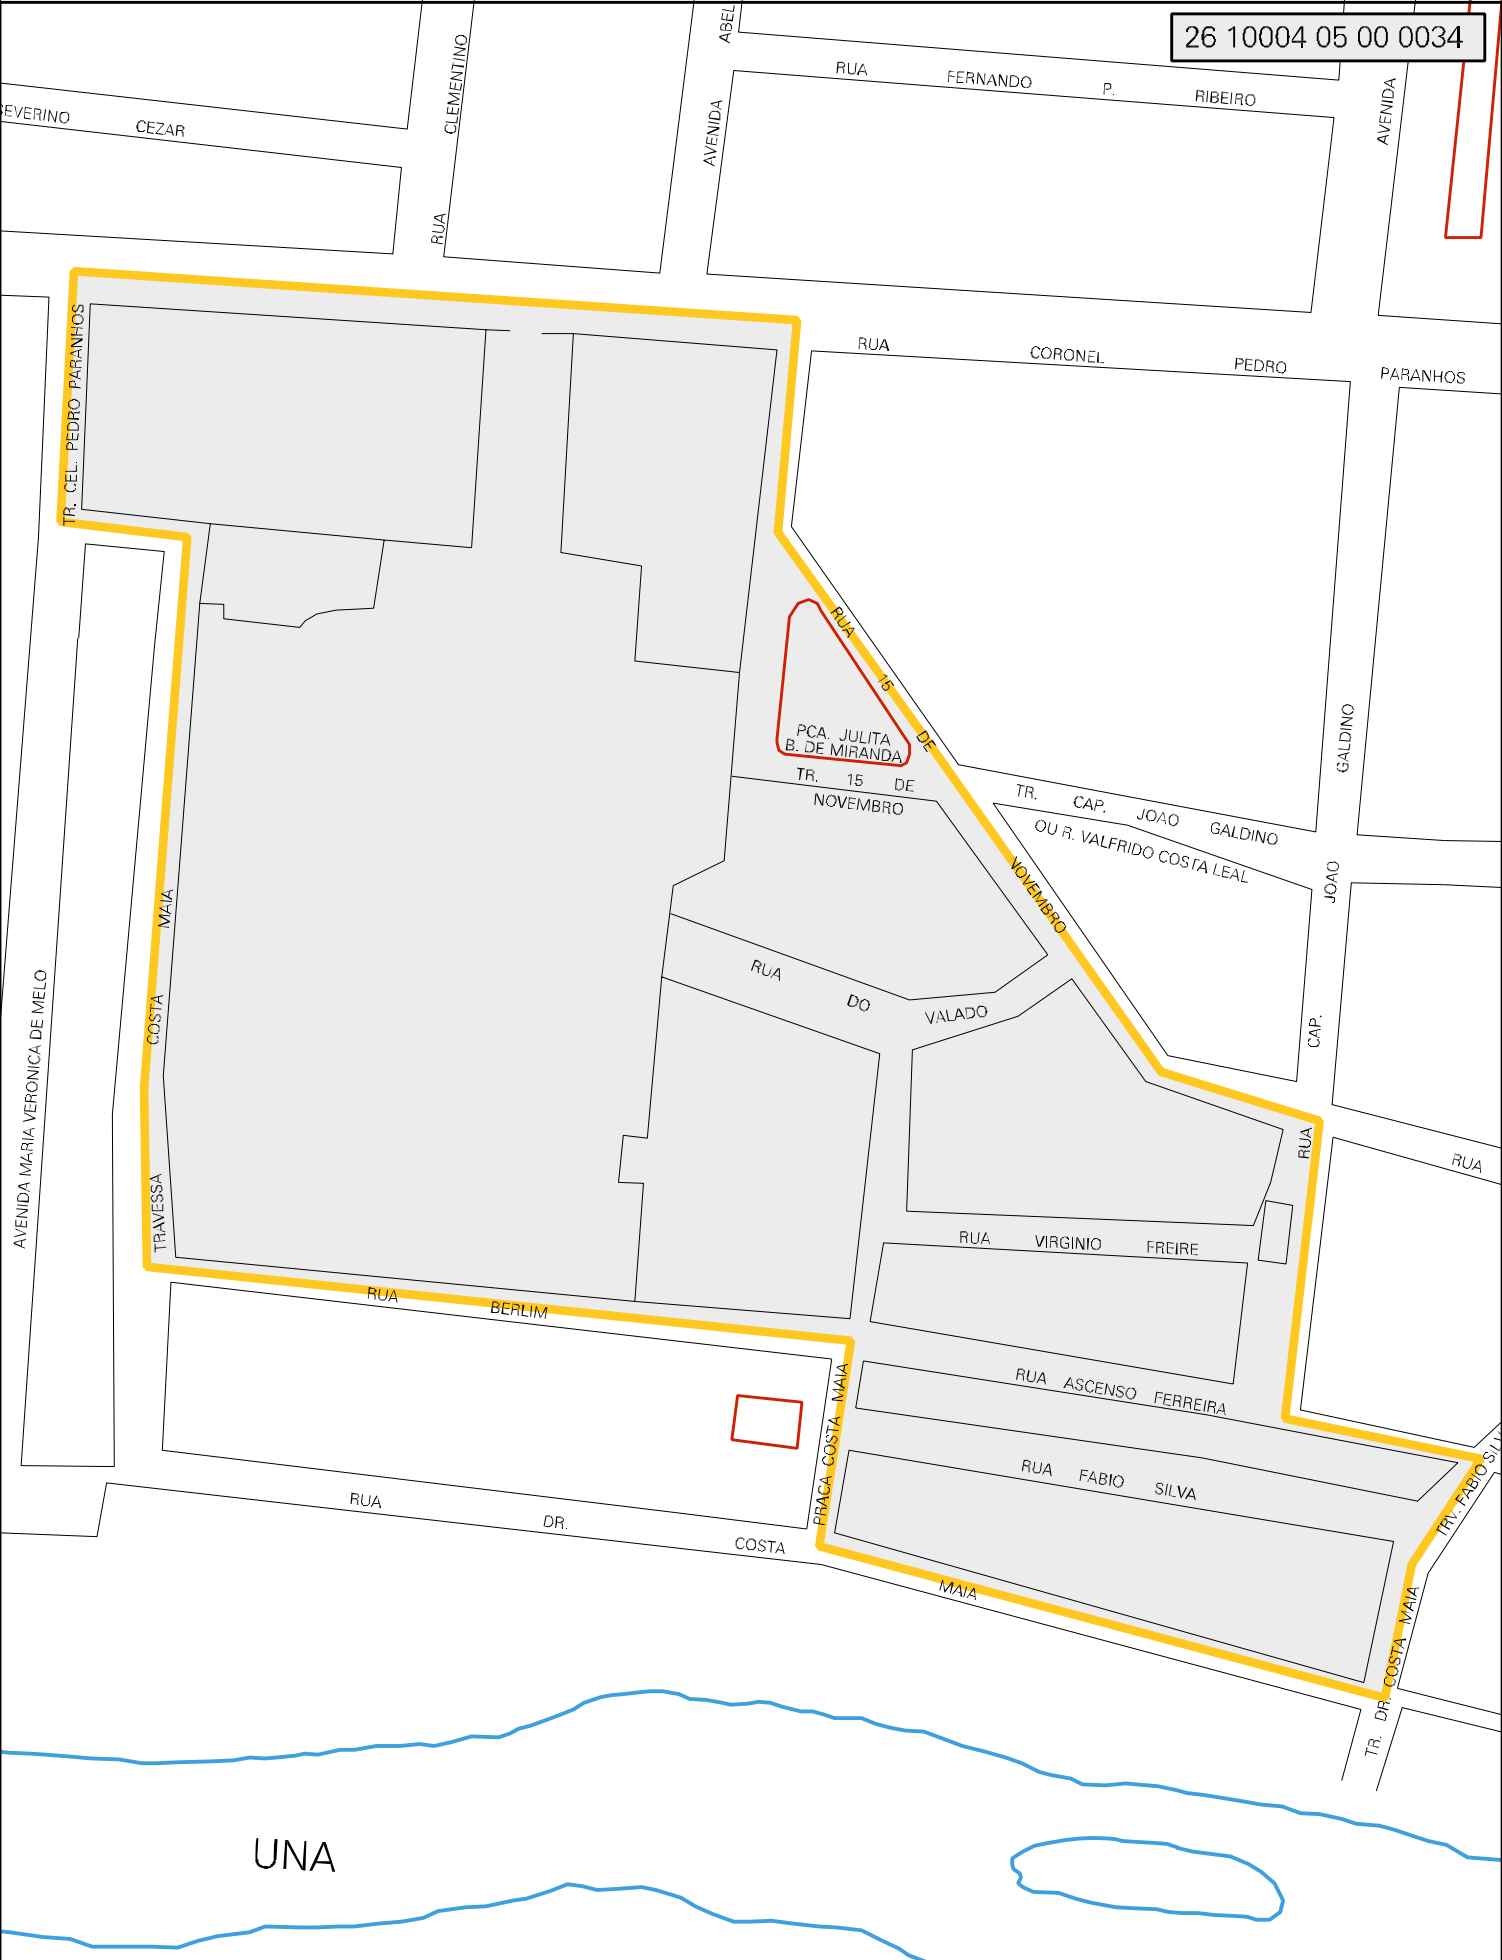 26 10004 05 00 0034
ABEL
CLEMENTINO
RUA
AVENIDA
RUA FERNANDO P. RIBEIRO
AVENIDA
SEVERINO CEZAR
TR. CEL. PEDRO PARANHOS
RUA CORONEL PEDRO PARANHOS
RUA 15 DE NOVEMBRO
PCA. JULITA
B. DE MIRANDA
TR. 15 DE
NOVEMBRO
TR. CAP. JOAO GALDINO
OU R. VALFRIDO COSTA LEAL
RUA CAP. JOAO GALDINO
TRAVESSA COSTA MAIA
AVENIDA MARIA VERONICA DE MELO
RUA DO VALADO
RUA
RUA VIRGINIO FREIRE
RUA BERLIM
PRACA COSTA MAIA
RUA ASCENSO FERREIRA
RUA FABIO SILVA
TRV. FABIO SILV
RUA DR. COSTA MAIA
TR. DR. COSTA MAIA
UNA